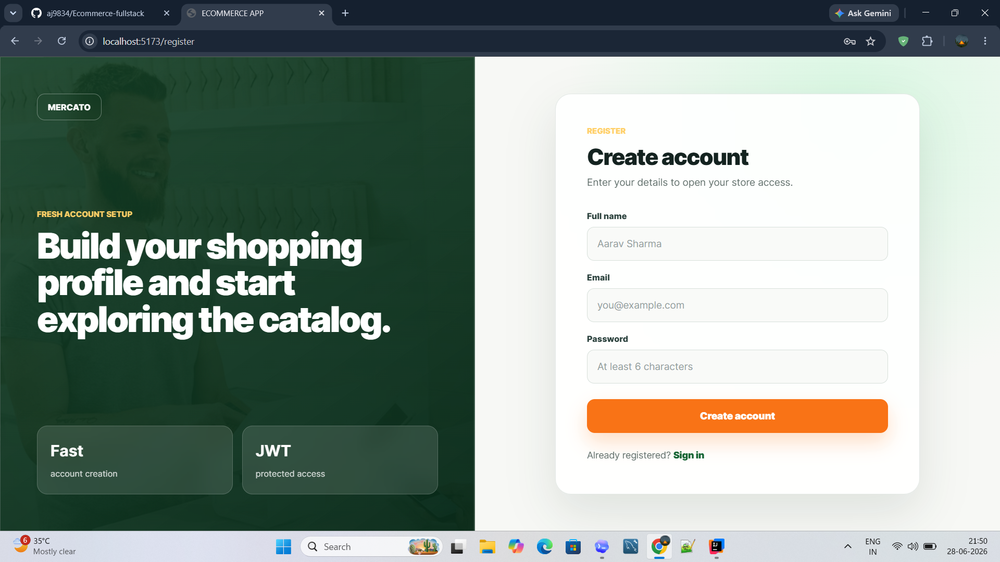 aj9834/Ecommerce-fullstack
ECOMMERCE APP
Ask Gemini
localhost:5173/register
MERCATO
FRESH ACCOUNT SETUP
Build your shopping
profile and start
exploring the catalog.
Fast
account creation
JWT
protected access
REGISTER
Create account
Enter your details to open your store access.
Full name
Aarav Sharma
Email
you@example.com
Password
At least 6 characters
Create account
Already registered? Sign in
6
35°C
Mostly clear
Search
IJ
ENG
IN
21:50
28-06-2026